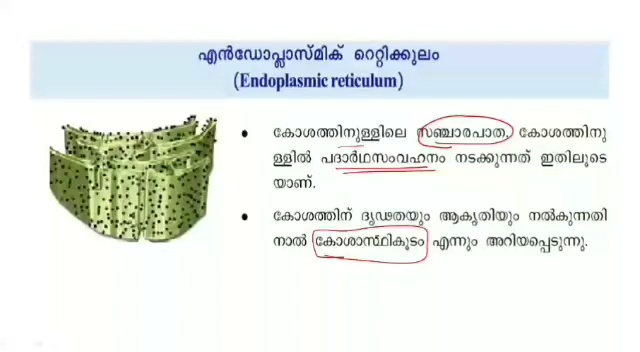 എൻഡോപ്ലാസ്മിക് റെറ്റിക്കുലം
(Endoplasmic reticulum)
• കോശത്തിനുള്ളിലെ സഞ്ചാരപാത, കോശത്തിനു
ള്ളിൽ പദാർഥസംവഹനം നടക്കുന്നത് ഇതിലൂടെ
യാണ്.
• കോശത്തിന് ദൃഢതയും ആകൃതിയും നൽകുന്നതി
നാൽ കോശാസ്ഥികൂടം എന്നും അറിയപ്പെടുന്നു.